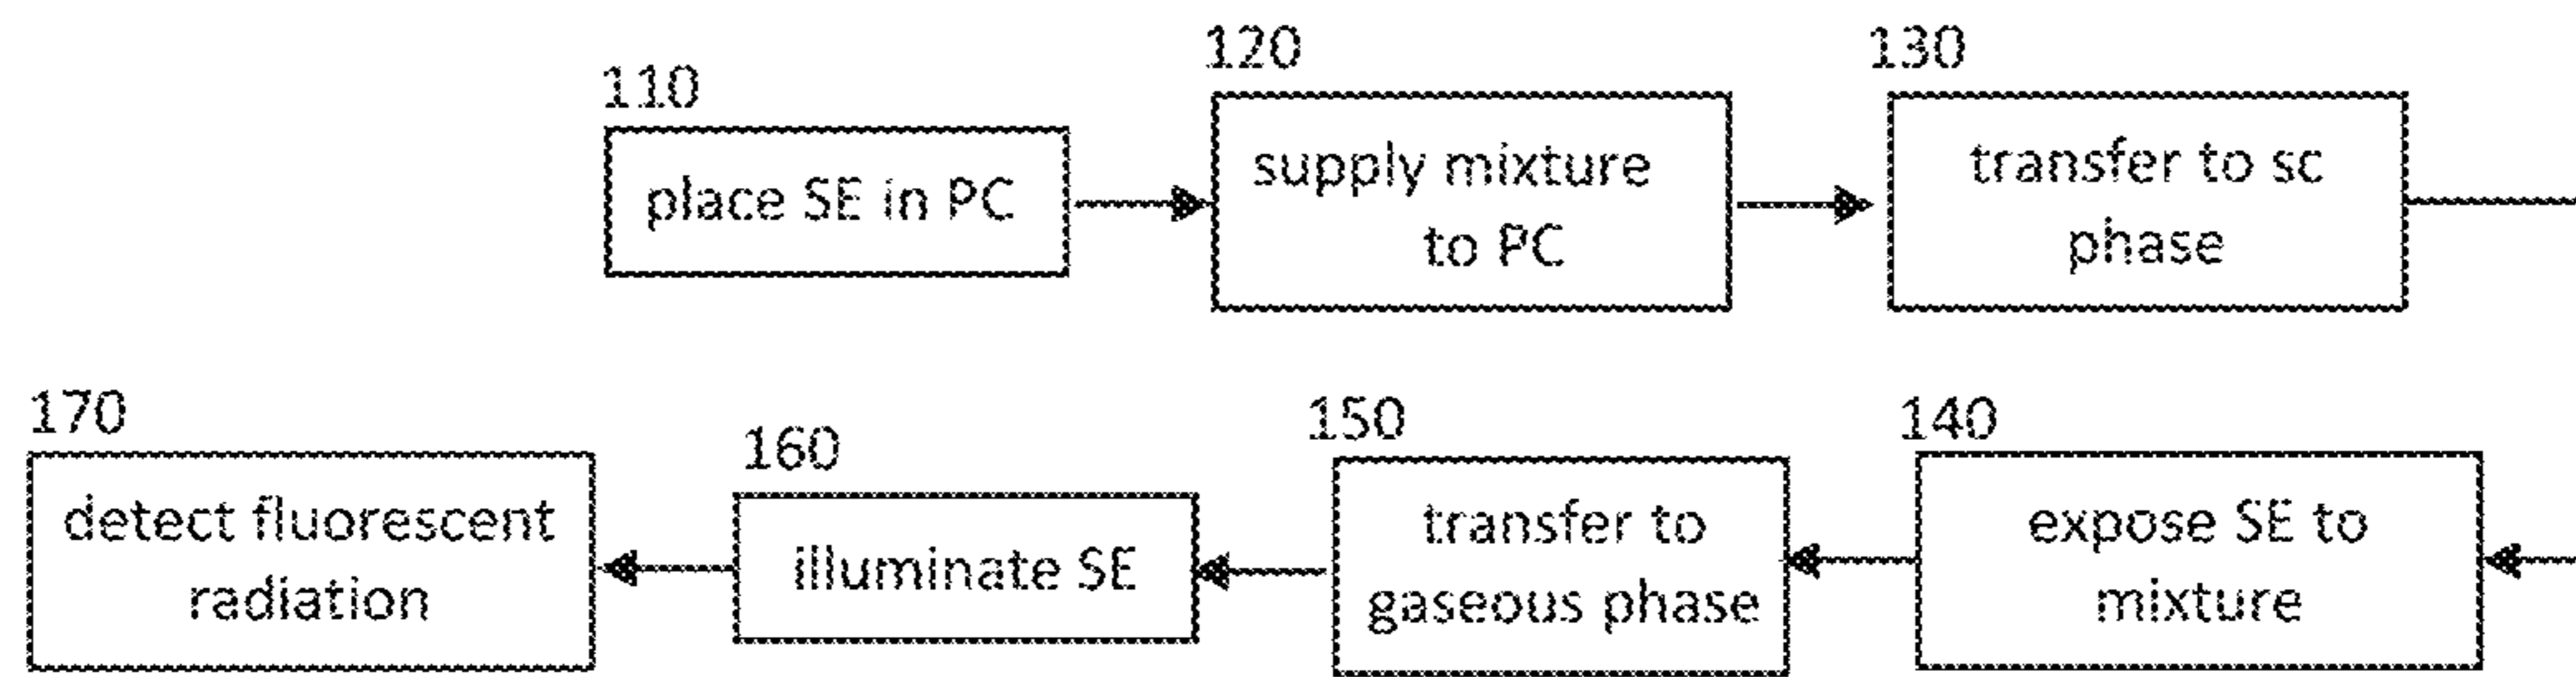 110
place SE in PC
120
supply mixture
to PC
130
transfer to sc
phase
140
expose SE to
mixture
150
transfer to
gaseous phase
160
illuminate SE
170
detect fluorescent
radiation